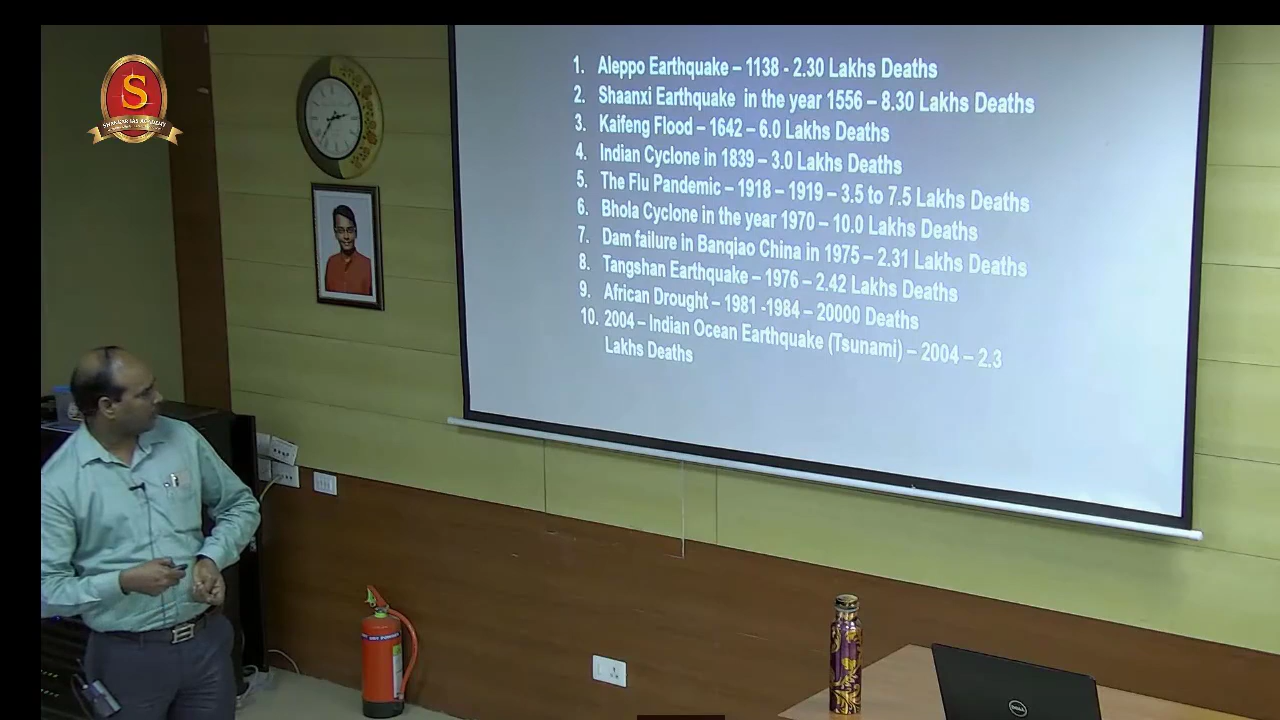 S
SHANKAR IAS ACADEMY
1. Aleppo Earthquake – 1138 - 2.30 Lakhs Deaths
2. Shaanxi Earthquake in the year 1556 – 8.30 Lakhs Deaths
3. Kaifeng Flood – 1642 – 6.0 Lakhs Deaths
4. Indian Cyclone in 1839 – 3.0 Lakhs Deaths
5. The Flu Pandemic – 1918 – 1919 – 3.5 to 7.5 Lakhs Deaths
6. Bhola Cyclone in the year 1970 – 10.0 Lakhs Deaths
7. Dam failure in Banqiao China in 1975 – 2.31 Lakhs Deaths
8. Tangshan Earthquake – 1976 – 2.42 Lakhs Deaths
9. African Drought – 1981 -1984 – 20000 Deaths
10. 2004 – Indian Ocean Earthquake (Tsunami) – 2004 – 2.3
Lakhs Deaths
DELL